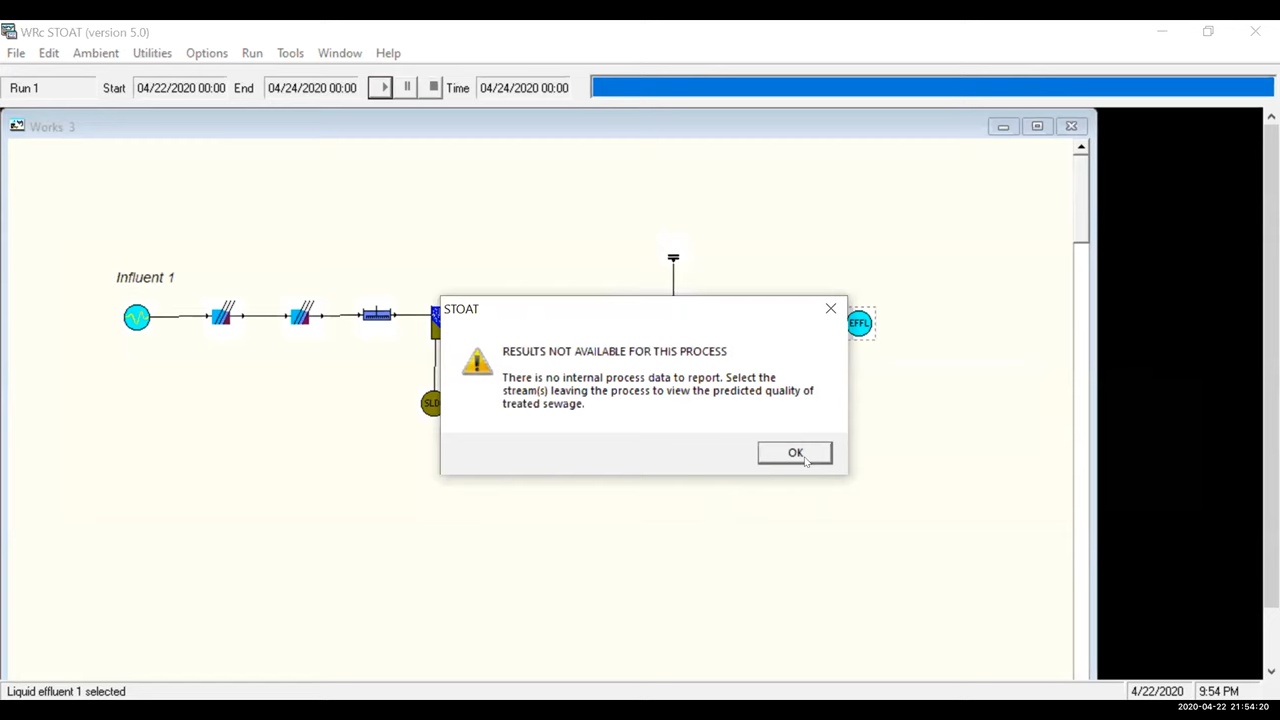 WRc STOAT (version 5.0)
File Edit Ambient Utilities Options Run Tools Window Help
Run 1 Start 04/22/2020 00:00 End 04/24/2020 00:00 Time 04/24/2020 00:00
Works 3
Influent 1
STOAT
EFFL
RESULTS NOT AVAILABLE FOR THIS PROCESS
There is no internal process data to report. Select the
stream(s) leaving the process to view the predicted quality of
treated sewage.
OK
Liquid effluent 1 selected
4/22/2020 9:54 PM
2020-04-22 21:54:20